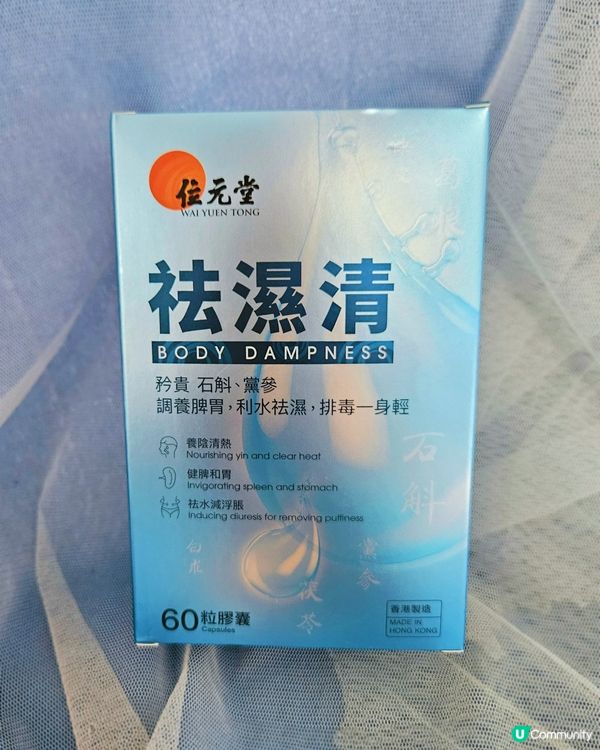 位元堂
WAI YUEN TONG
祛濕清
BODY DAMPNESS
矜貴 石斛、黨參
調養脾胃,利水祛濕,排毒一身輕
養陰清熱
Nourishing yin and clear heat
健脾和胃
Invigorating spleen and stomach
祛水減浮脹
Inducing diuresis for removing puffiness
葛根
石斛
黨參
白朮
茯苓
60粒膠囊
Capsules
香港製造
MADE IN
HONG KONG
U Community